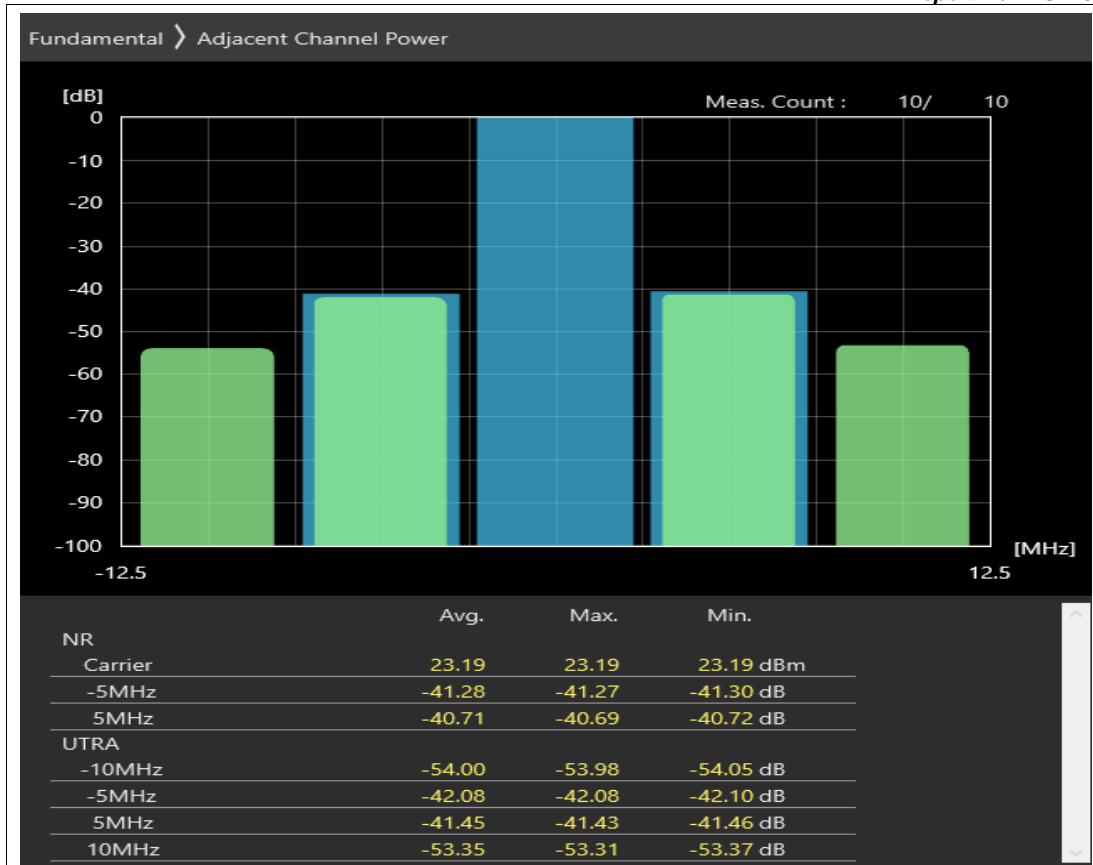 Fundamental ❯ Adjacent Channel Power
[dB]
Meas. Count : 10/ 10
0
-10
-20
-30
-40
-50
-60
-70
-80
-90
-100
[MHz]
-12.5 12.5
Avg. Max. Min.
NR
Carrier 23.19 23.19 23.19 dBm
-5MHz -41.28 -41.27 -41.30 dB
5MHz -40.71 -40.69 -40.72 dB
UTRA
-10MHz -54.00 -53.98 -54.05 dB
-5MHz -42.08 -42.08 -42.10 dB
5MHz -41.45 -41.43 -41.46 dB
10MHz -53.35 -53.31 -53.37 dB